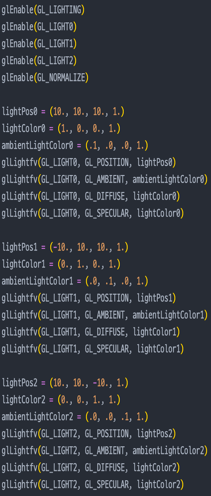 glEnable(GL_LIGHTING)
glEnable(GL_LIGHT0)
glEnable(GL_LIGHT1)
glEnable(GL_LIGHT2)
glEnable(GL_NORMALIZE)
lightPos0 = (10., 10., 10., 1.)
lightColor0 = (1., 0., 0., 1.)
ambientLightColor0 = (.1, .0, .0, 1.)
glLightfv(GL_LIGHT0, GL_POSITION, lightPos0)
glLightfv(GL_LIGHT0, GL_AMBIENT, ambientLightColor0)
glLightfv(GL_LIGHT0, GL_DIFFUSE, lightColor0)
glLightfv(GL_LIGHT0, GL_SPECULAR, lightColor0)
lightPos1 = (-10., 10., 10., 1.)
lightColor1 = (0., 1., 0., 1.)
ambientLightColor1 = (.0, .1, .0, 1.)
glLightfv(GL_LIGHT1, GL_POSITION, lightPos1)
glLightfv(GL_LIGHT1, GL_AMBIENT, ambientLightColor1)
glLightfv(GL_LIGHT1, GL_DIFFUSE, lightColor1)
glLightfv(GL_LIGHT1, GL_SPECULAR, lightColor1)
lightPos2 = (10., 10., -10., 1.)
lightColor2 = (0., 0., 1., 1.)
ambientLightColor2 = (.0, .0, .1, 1.)
glLightfv(GL_LIGHT2, GL_POSITION, lightPos2)
glLightfv(GL_LIGHT2, GL_AMBIENT, ambientLightColor2)
glLightfv(GL_LIGHT2, GL_DIFFUSE, lightColor2)
glLightfv(GL_LIGHT2, GL_SPECULAR, lightColor2)